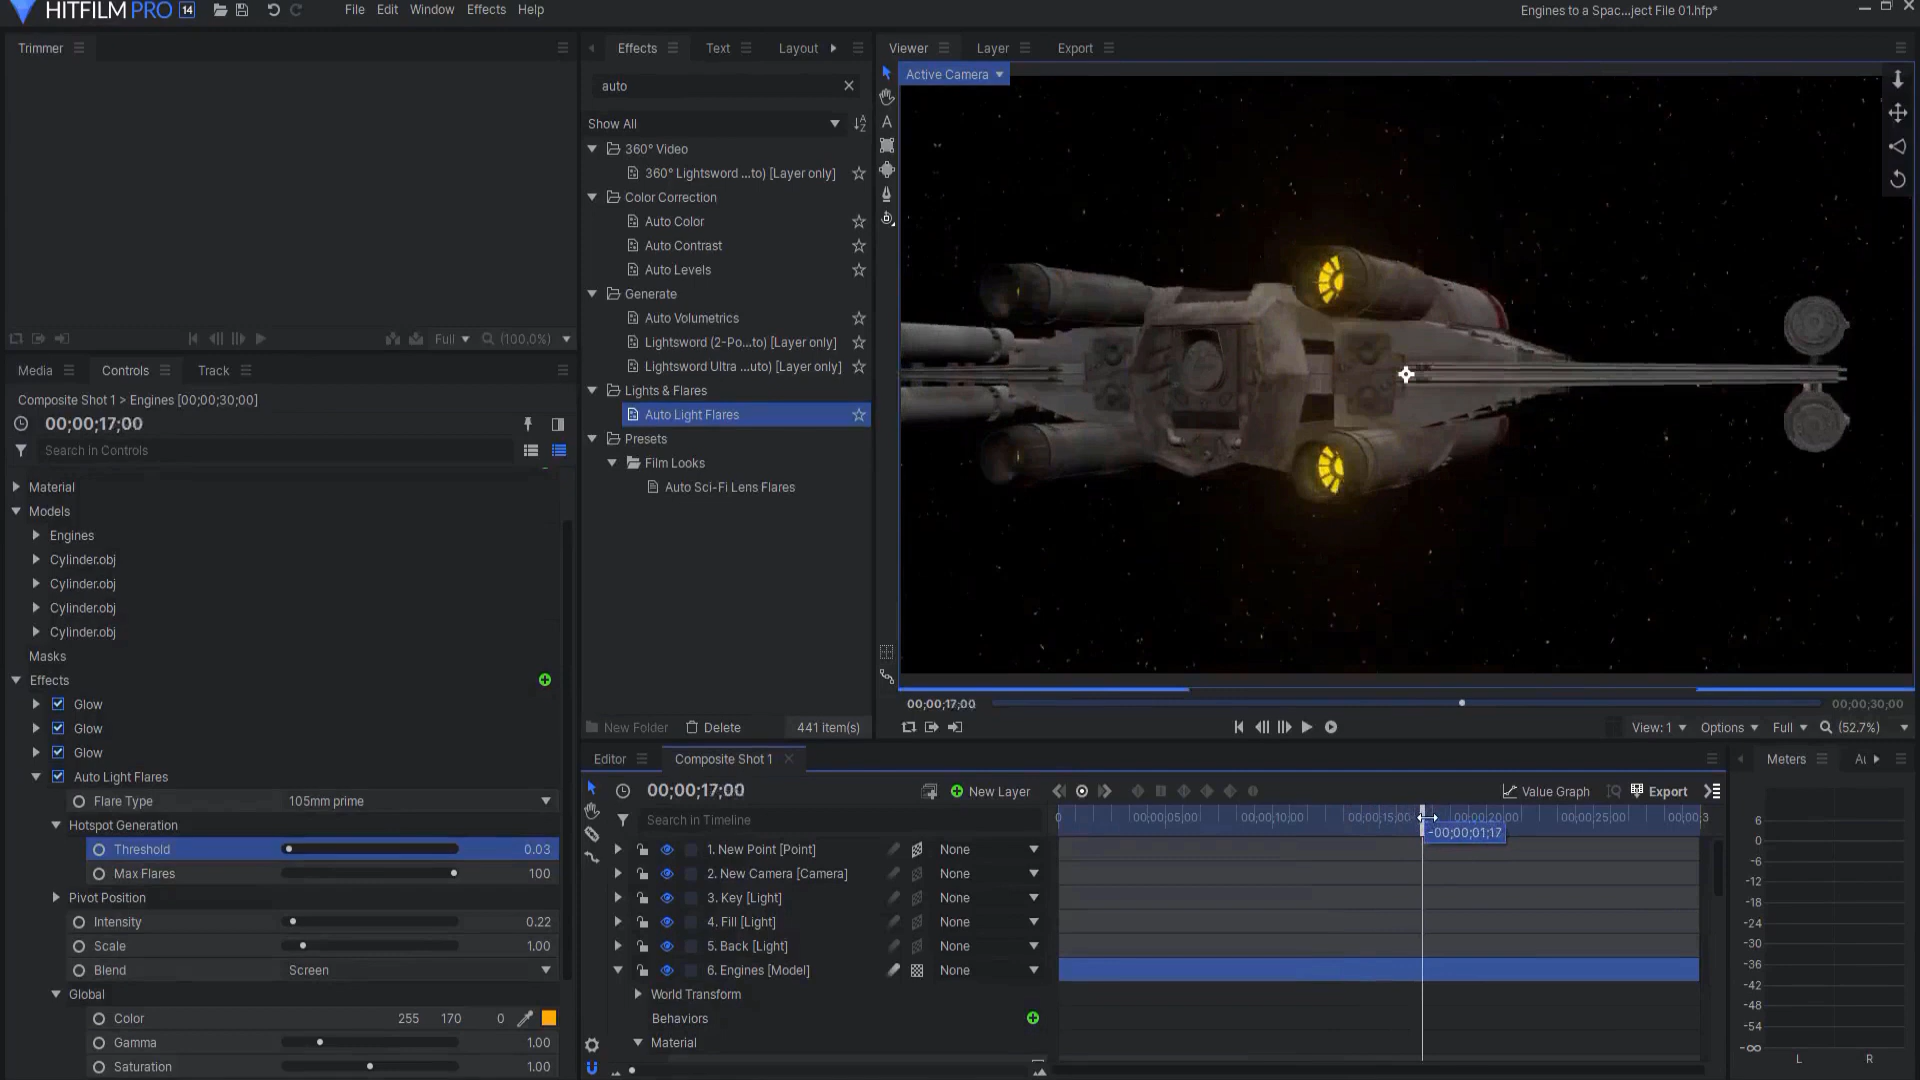 HITFILM PRO 14
File Edit Window Effects Help
Engines to a Spac...ject File 01.hfp*
Trimmer
Full (100.0%)
Media Controls Track
Composite Shot 1 > Engines [00;00;30;00]
00;00;17;00
Search in Controls
Material
Models
Engines
Cylinder.obj
Cylinder.obj
Cylinder.obj
Cylinder.obj
Masks
Effects
Glow
Glow
Glow
Auto Light Flares
Flare Type 105mm prime
Hotspot Generation
Threshold 0.03
Max Flares 100
Pivot Position
Intensity 0.22
Scale 1.00
Blend Screen
Global
Color 255 170 0
Gamma 1.00
Saturation 1.00
Effects Text Layout
auto
Show All
360° Video
360° Lightsword ...to) [Layer only]
Color Correction
Auto Color
Auto Contrast
Auto Levels
Generate
Auto Volumetrics
Lightsword (2-Po...to) [Layer only]
Lightsword Ultra ...uto) [Layer only]
Lights & Flares
Auto Light Flares
Presets
Film Looks
Auto Sci-Fi Lens Flares
New Folder Delete 441 item(s)
Viewer Layer Export
Active Camera
00;00;17;00 00;00;30;00
View: 1 Options Full (52.7%)
Editor Composite Shot 1
00;00;17;00 New Layer Value Graph Export
Search in Timeline
0 00;00;05;00 00;00;10;00 00;00;15;00 00;00;20;00 00;00;25;00 00;00;3
-00;00;01;17
1. New Point [Point] None
2. New Camera [Camera] None
3. Key [Light] None
4. Fill [Light] None
5. Back [Light] None
6. Engines [Model] None
World Transform
Behaviors
Material
Meters
6
0
-6
-12
-18
-24
-30
-36
-42
-48
-54
-∞
L R